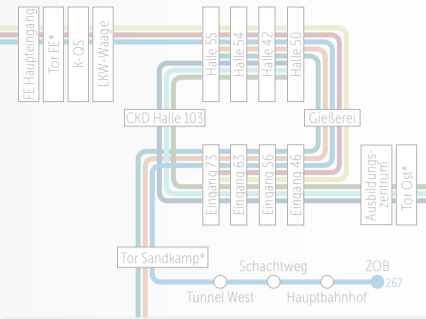 FE Haupteingang
Tor FE*
K-QS
LKW-Waage
Halle 55
Halle 54
Halle 42
Halle 50
CKD Halle 103
Gießerei
Eingang 73
Eingang 63
Eingang 56
Eingang 46
Ausbildungs-
zentrum*
Tor Ost*
Tor Sandkamp*
Schachtweg
ZOB
267
Tunnel West
Hauptbahnhof